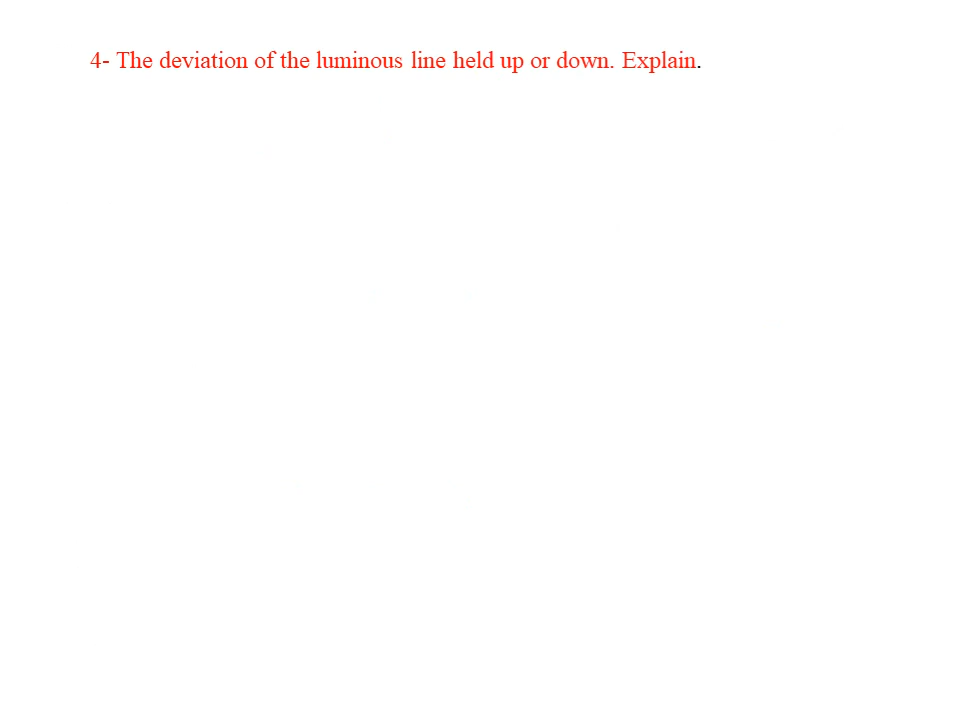 4- The deviation of the luminous line held up or down. Explain.